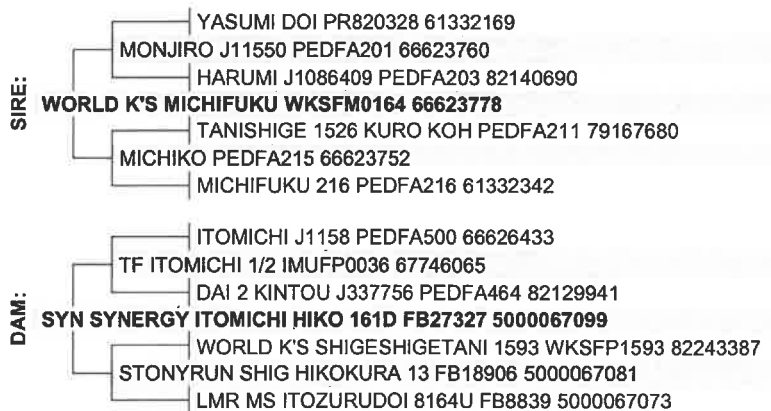 SIRE:
YASUMI DOI PR820328 61332169
MONJIRO J11550 PEDFA201 66623760
HARUMI J1086409 PEDFA203 82140690
WORLD K'S MICHIFUKU WKSFM0164 66623778
TANISHIGE 1526 KURO KOH PEDFA211 79167680
MICHIKO PEDFA215 66623752
MICHIFUKU 216 PEDFA216 61332342
DAM:
ITOMICHI J1158 PEDFA500 66626433
TF ITOMICHI 1/2 IMUFP0036 67746065
DAI 2 KINTOU J337756 PEDFA464 82129941
SYN SYNERGY ITOMICHI HIKO 161D FB27327 5000067099
WORLD K'S SHIGESHIGETANI 1593 WKSFP1593 82243387
STONYRUN SHIG HIKOKURA 13 FB18906 5000067081
LMR MS ITOZURUDOI 8164U FB8839 5000067073